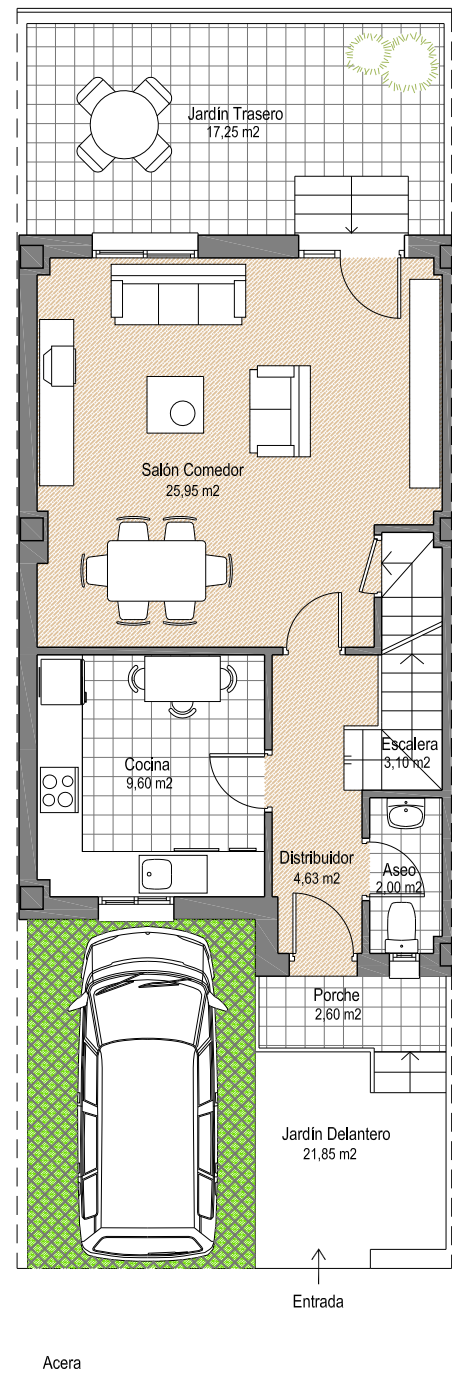 Jardín Trasero
17,25 m2
Salón Comedor
25,95 m2
Cocina
9,60 m2
Escalera
3,10 m2
Distribuidor
4,63 m2
Aseo
2,00 m2
Porche
2,60 m2
Jardín Delantero
21,85 m2
Entrada
Acera